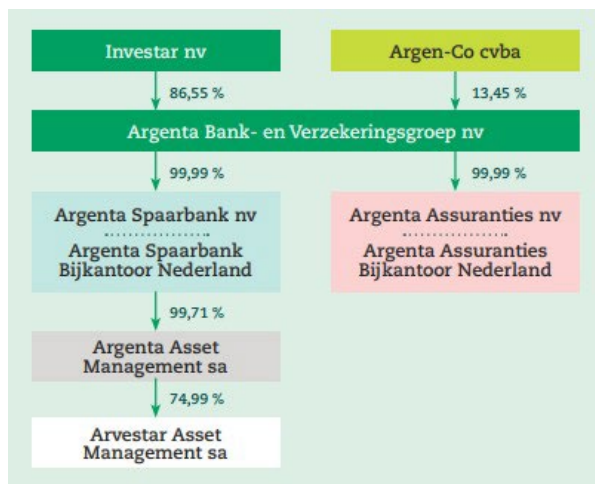 Investar nv
Argen-Co cvba
86,55 %
13,45 %
Argenta Bank- en Verzekeringsgroep nv
99,99 %
99,99 %
Argenta Spaarbank nv
Argenta Spaarbank
Bijkantoor Nederland
Argenta Assuranties nv
Argenta Assuranties
Bijkantoor Nederland
99,71 %
Argenta Asset
Management sa
74,99 %
Arvestar Asset
Management sa